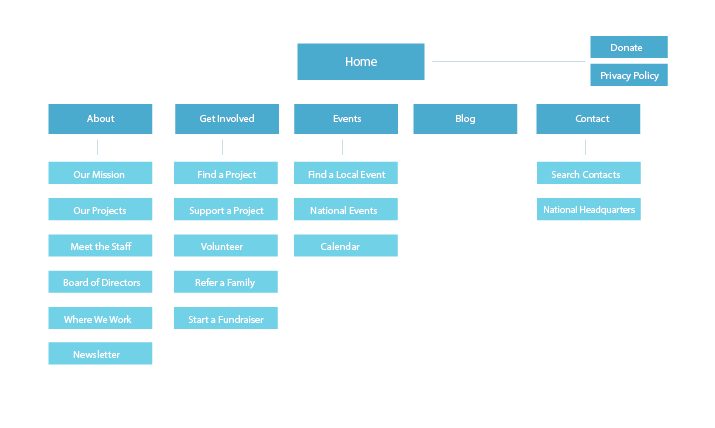 Home
Donate
Privacy Policy
About
Get Involved
Events
Blog
Contact
Our Mission
Find a Project
Find a Local Event
Search Contacts
Our Projects
Support a Project
National Events
National Headquarters
Meet the Staff
Volunteer
Calendar
Board of Directors
Refer a Family
Where We Work
Start a Fundraiser
Newsletter